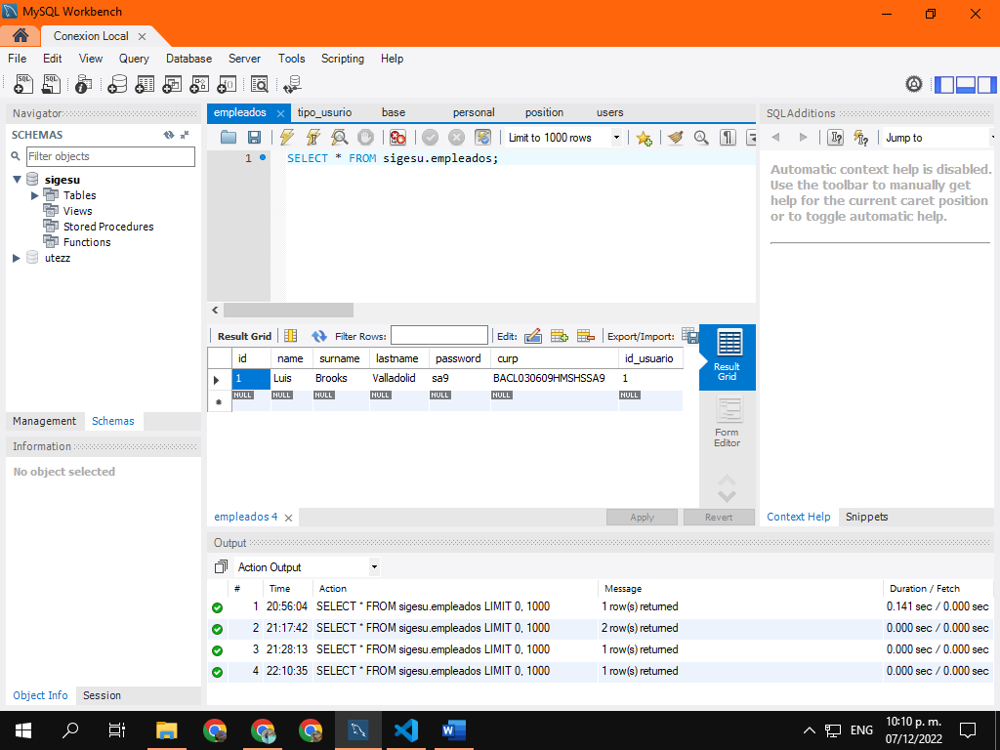 MySQL Workbench
Conexion Local
File Edit View Query Database Server Tools Scripting Help
Navigator
SCHEMAS
Filter objects
sigesu
Tables
Views
Stored Procedures
Functions
utezz
Management Schemas
Information
No object selected
Object Info Session
empleados tipo_usurio base personal position users
Limit to 1000 rows
1 SELECT * FROM sigesu.empleados;
Result Grid Filter Rows: Edit: Export/Import:
id name surname lastname password curp id_usuario
1 Luis Brooks Valladolid sa9 BACL030609HMSHSSA9 1
NULL NULL NULL NULL NULL NULL NULL
Result
Grid
Form
Editor
empleados 4 Apply Revert
SQLAdditions
Jump to
Automatic context help is disabled.
Use the toolbar to manually get
help for the current caret position
or to toggle automatic help.
Context Help Snippets
Output
Action Output
# Time Action Message Duration / Fetch
1 20:56:04 SELECT * FROM sigesu.empleados LIMIT 0, 1000 1 row(s) returned 0.141 sec / 0.000 sec
2 21:17:42 SELECT * FROM sigesu.empleados LIMIT 0, 1000 2 row(s) returned 0.000 sec / 0.000 sec
3 21:28:13 SELECT * FROM sigesu.empleados LIMIT 0, 1000 1 row(s) returned 0.000 sec / 0.000 sec
4 22:10:35 SELECT * FROM sigesu.empleados LIMIT 0, 1000 1 row(s) returned 0.000 sec / 0.000 sec
ENG
10:10 p. m.
07/12/2022